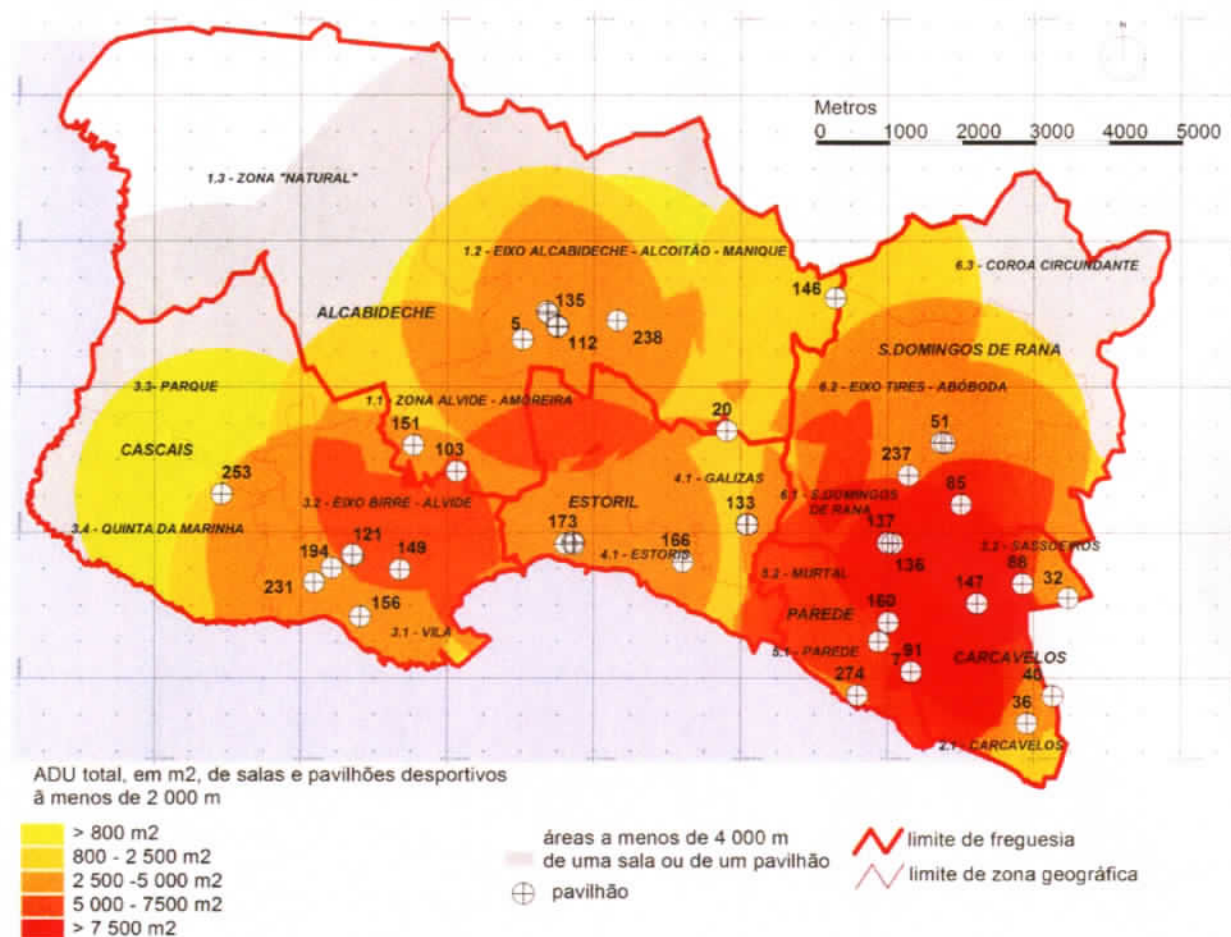 Metros
0 1000 2000 3000 4000 5000
1.3 - ZONA "NATURAL"
1.2 - EIXO ALCABIDECHE - ALCOITÃO - MANIQUE
6.3 - COROA CIRCUNDANTE
146
135
ALCABIDECHE
5
112
238
S.DOMINGOS DE RANA
3.3- PARQUE
6.2 - EIXO TIRES - ABÓBODA
1.1 - ZONA ALVIDE - AMOREIRA
20
51
151
CASCAIS
103
237
253
4.1 - GALIZAS
85
3.2 - EIXO BIRRE - ALVIDE
ESTORIL
133
6.1 - S.DOMINGOS
DE RANA
3.4 - QUINTA DA MARINHA
173
137
121
166
4.1 - ESTORIS
136
194
149
5.2 - MURTAL
88
32
231
147
156
160
PAREDE
3.1 - VILA
5.1 - PAREDE
7
91
CARCAVELOS
274
40
36
2.1 - CARCAVELOS
ADU total, em m2, de salas e pavilhões desportivos
à menos de 2 000 m
> 800 m2
800 - 2 500 m2
2 500 -5 000 m2
5 000 - 7500 m2
> 7 500 m2
áreas a menos de 4 000 m
de uma sala ou de um pavilhão
pavilhão
limite de freguesia
limite de zona geográfica